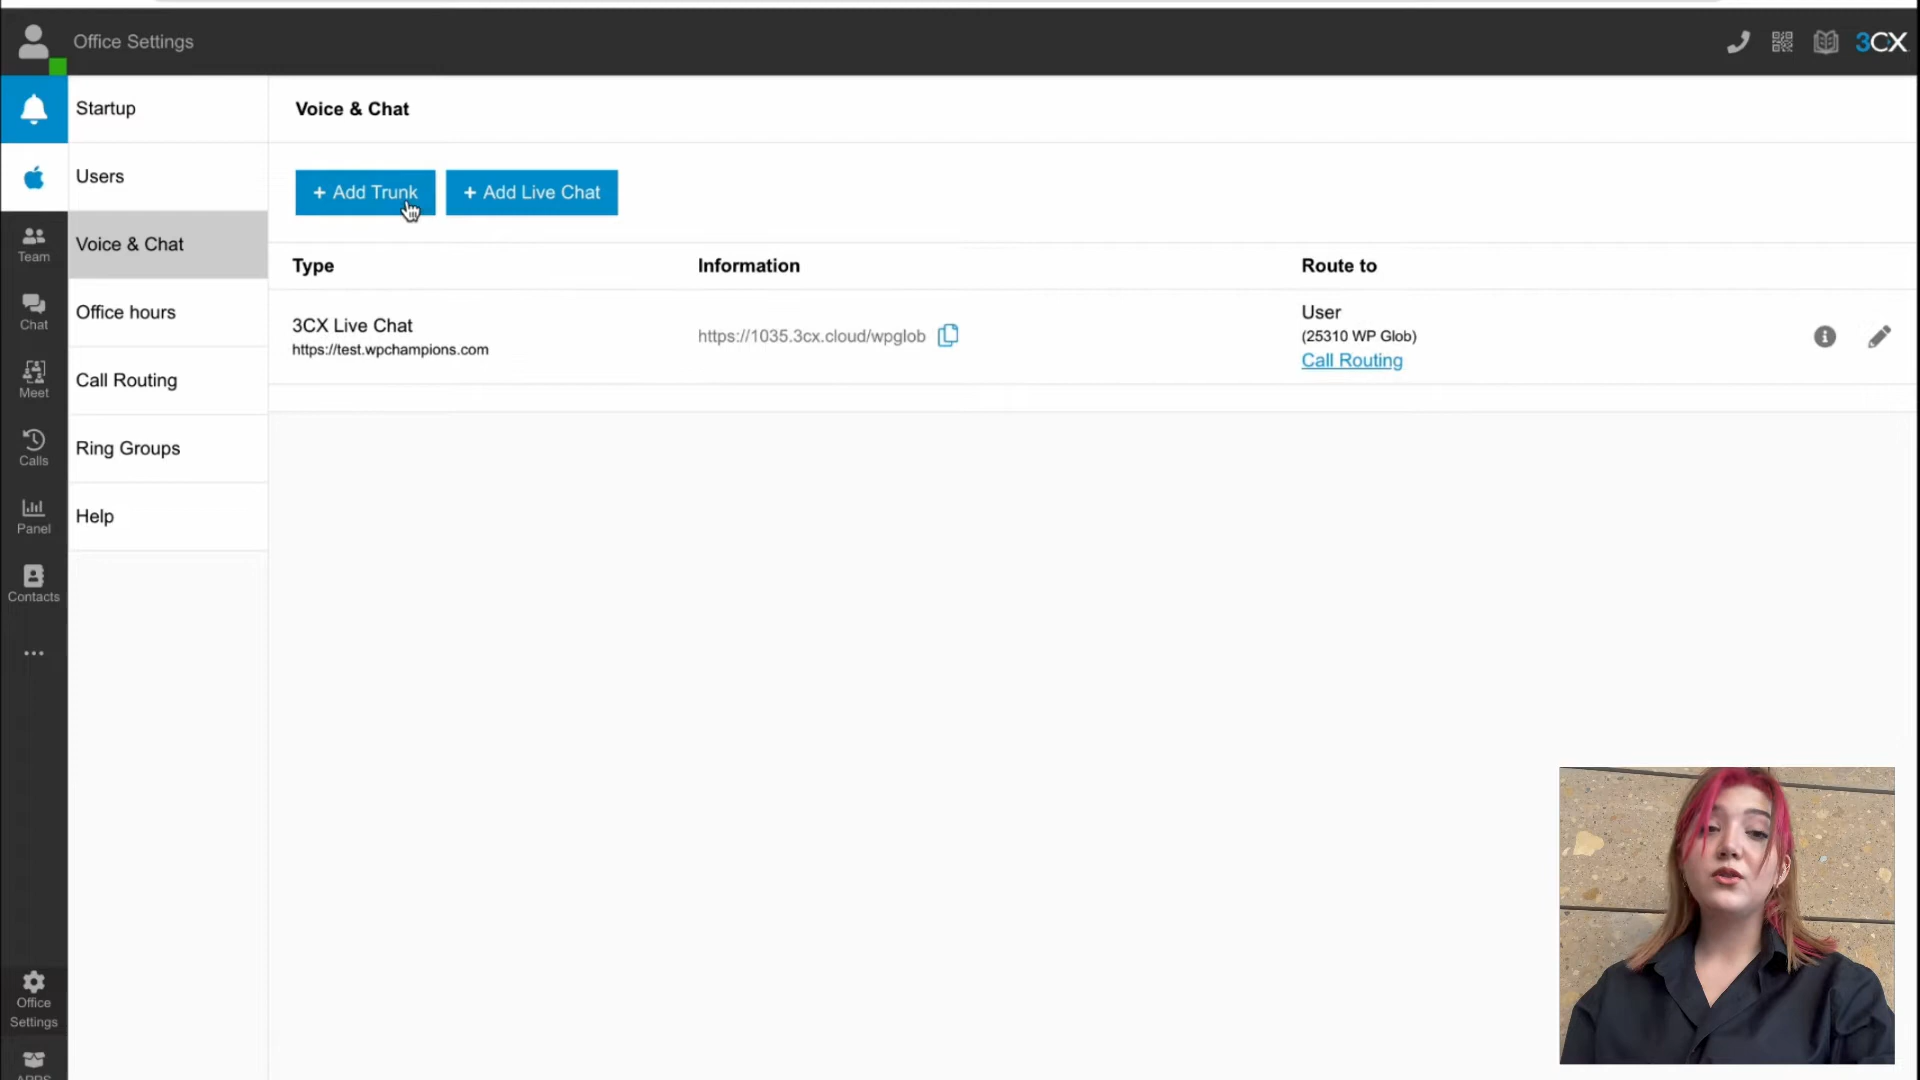 Office Settings
3CX
Startup
Users
Voice & Chat
Office hours
Call Routing
Ring Groups
Help
Team
Chat
Meet
Calls
Panel
Contacts
Office
Settings
APPS
Voice & Chat
+ Add Trunk
+ Add Live Chat
Type
Information
Route to
3CX Live Chat
https://test.wpchampions.com
https://1035.3cx.cloud/wpglob
User
(25310 WP Glob)
Call Routing